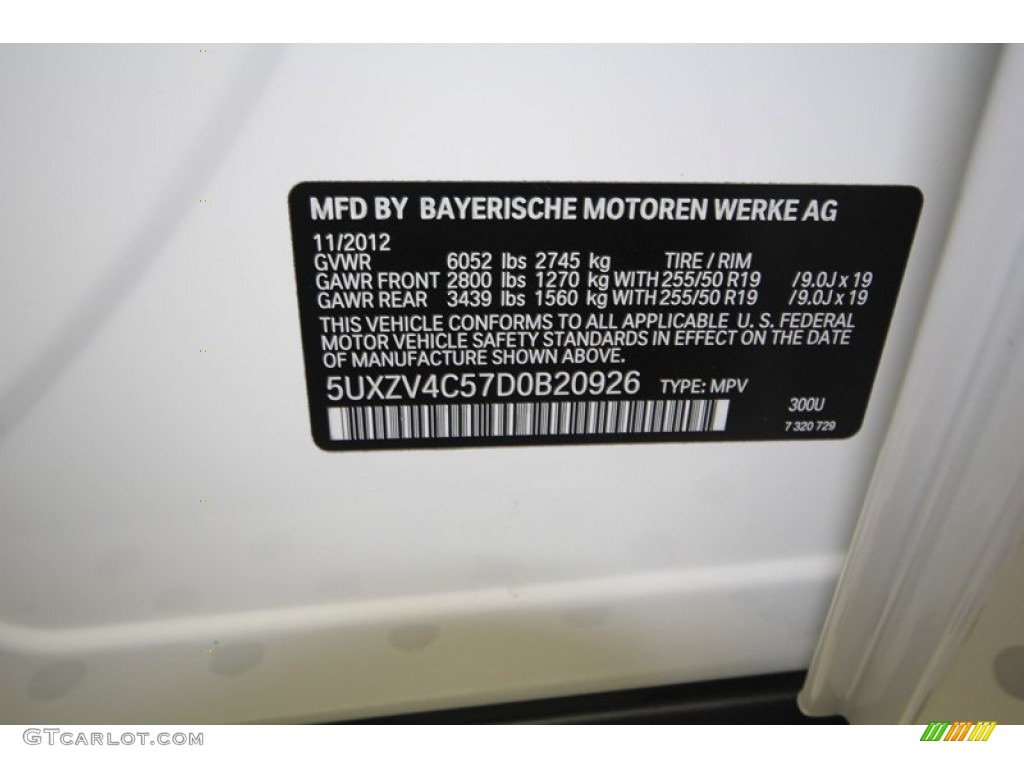 MFD BY BAYERISCHE MOTOREN WERKE AG
11/2012
GVWR 6052 lbs 2745 kg TIRE / RIM
GAWR FRONT 2800 lbs 1270 kg WITH 255/50 R19 /9.0J x 19
GAWR REAR 3439 lbs 1560 kg WITH 255/50 R19 /9.0J x 19
THIS VEHICLE CONFORMS TO ALL APPLICABLE U. S. FEDERAL
MOTOR VEHICLE SAFETY STANDARDS IN EFFECT ON THE DATE
OF MANUFACTURE SHOWN ABOVE.
5UXZV4C57D0B20926 TYPE: MPV
300U
7 320 729
GTCARLOT.COM